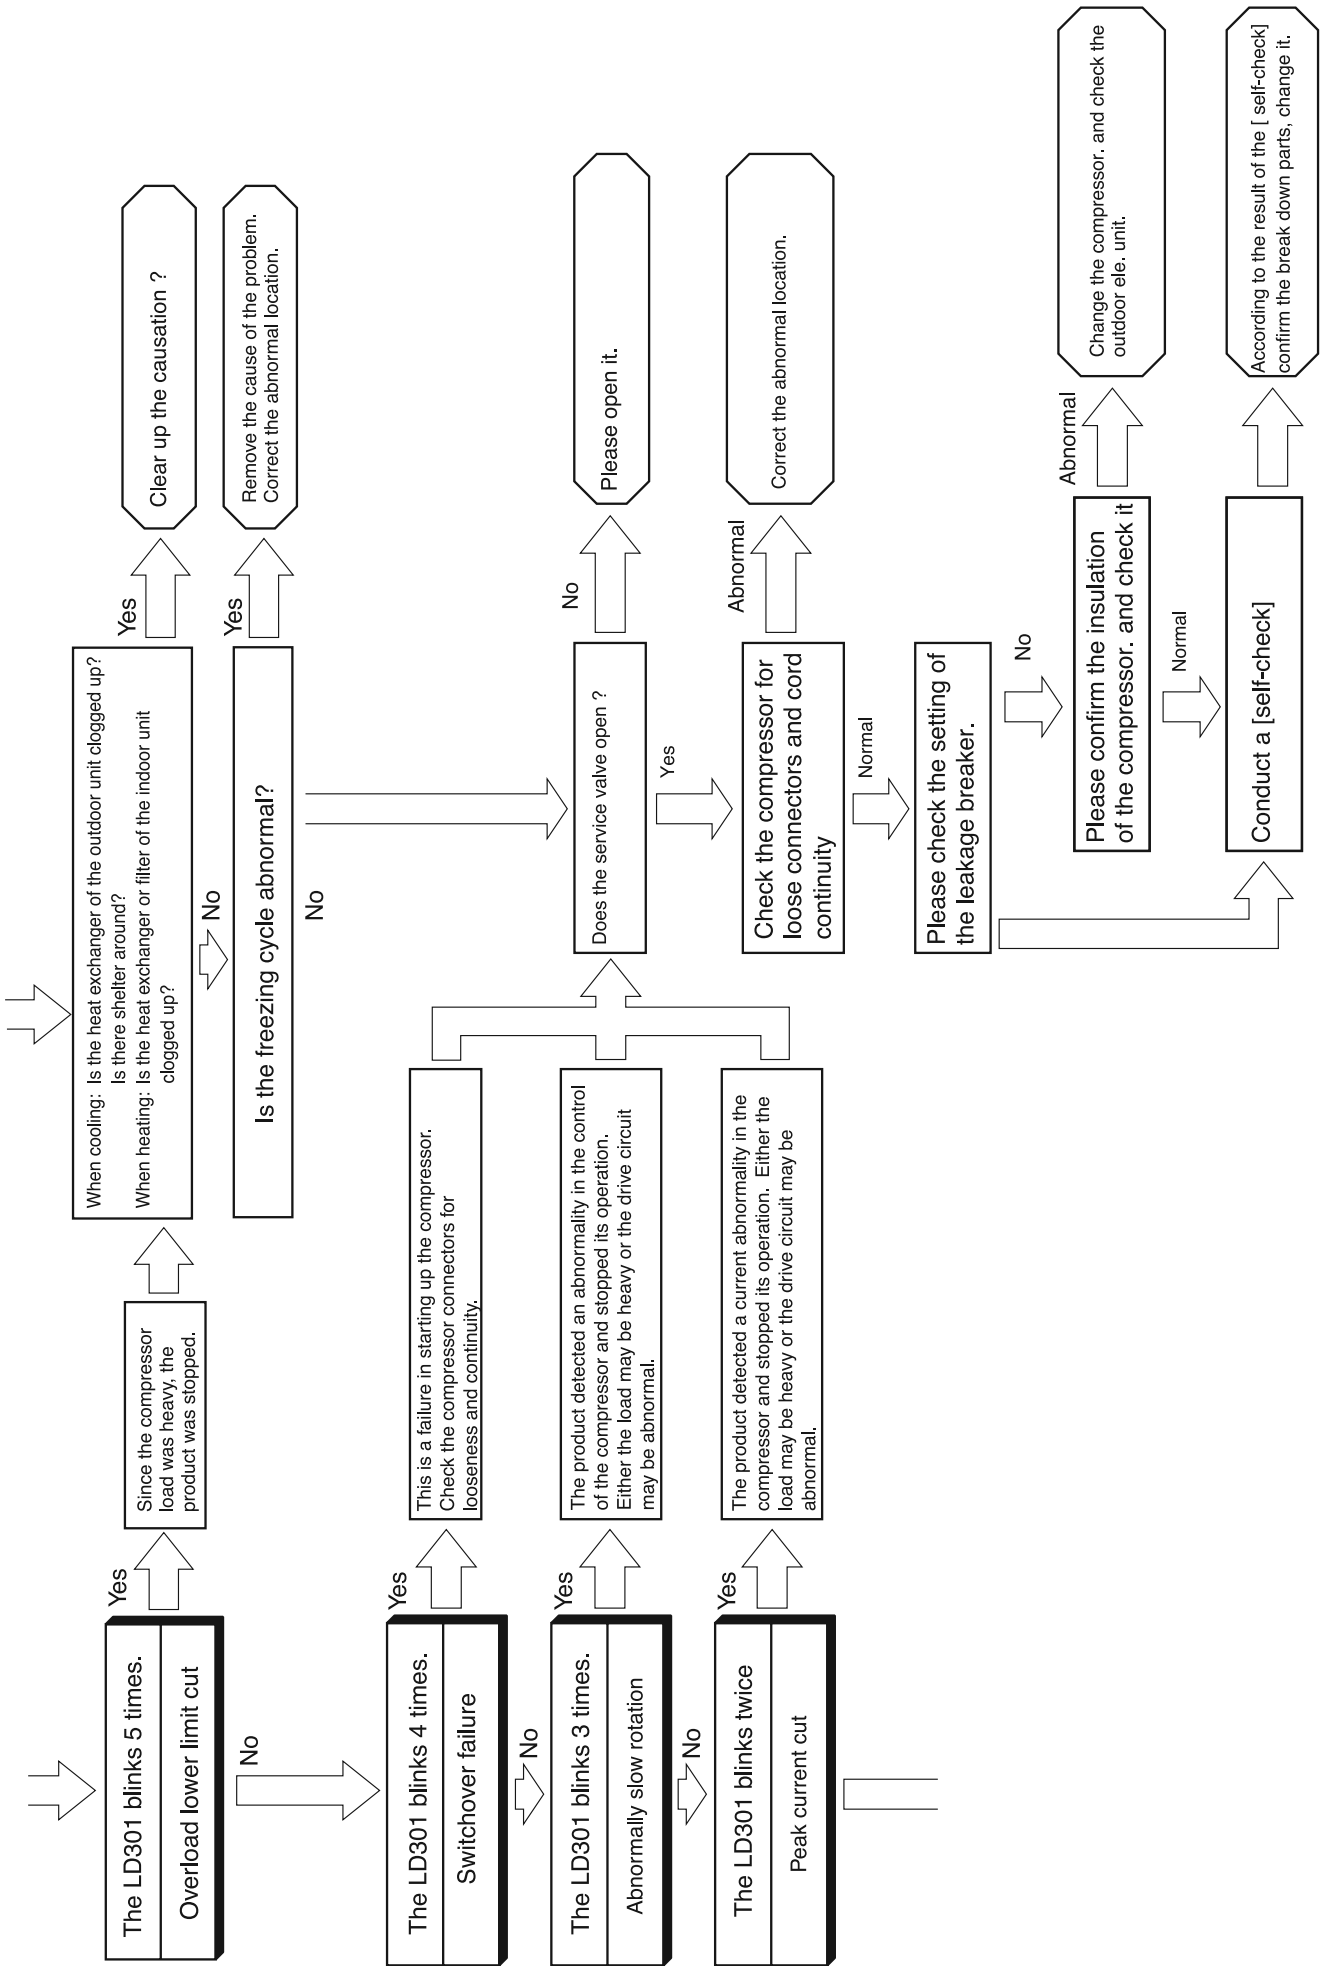 The LD301 blinks 5 times.
Overload lower limit cut
Yes
Since the compressor
load was heavy, the
product was stopped.
When cooling: Is the heat exchanger of the outdoor unit clogged up?
Is there shelter around?
When heating: Is the heat exchanger or filter of the indoor unit
clogged up?
Yes
Clear up the causation ?
No
Is the freezing cycle abnormal?
Yes
Remove the cause of the problem.
Correct the abnormal location.
No
No
The LD301 blinks 4 times.
Switchover failure
Yes
This is a failure in starting up the compressor.
Check the compressor connectors for
looseness and continuity.
No
The LD301 blinks 3 times.
Abnormally slow rotation
Yes
The product detected an abnormality in the control
of the compressor and stopped its operation.
Either the load may be heavy or the drive circuit
may be abnormal.
Does the service valve open ?
No
Please open it.
Yes
No
The LD301 blinks twice
Peak current cut
Yes
The product detected a current abnormality in the
compressor and stopped its operation. Either the
load may be heavy or the drive circuit may be
abnormal.
Check the compressor for
loose connectors and cord
continuity
Abnormal
Correct the abnormal location.
Normal
Please check the setting of
the leakage breaker.
No
Please confirm the insulation
of the compressor. and check it
Abnormal
Change the compressor. and check the
outdoor ele. unit.
Normal
Conduct a [self-check]
According to the result of the [ self-check]
confirm the break down parts, change it.